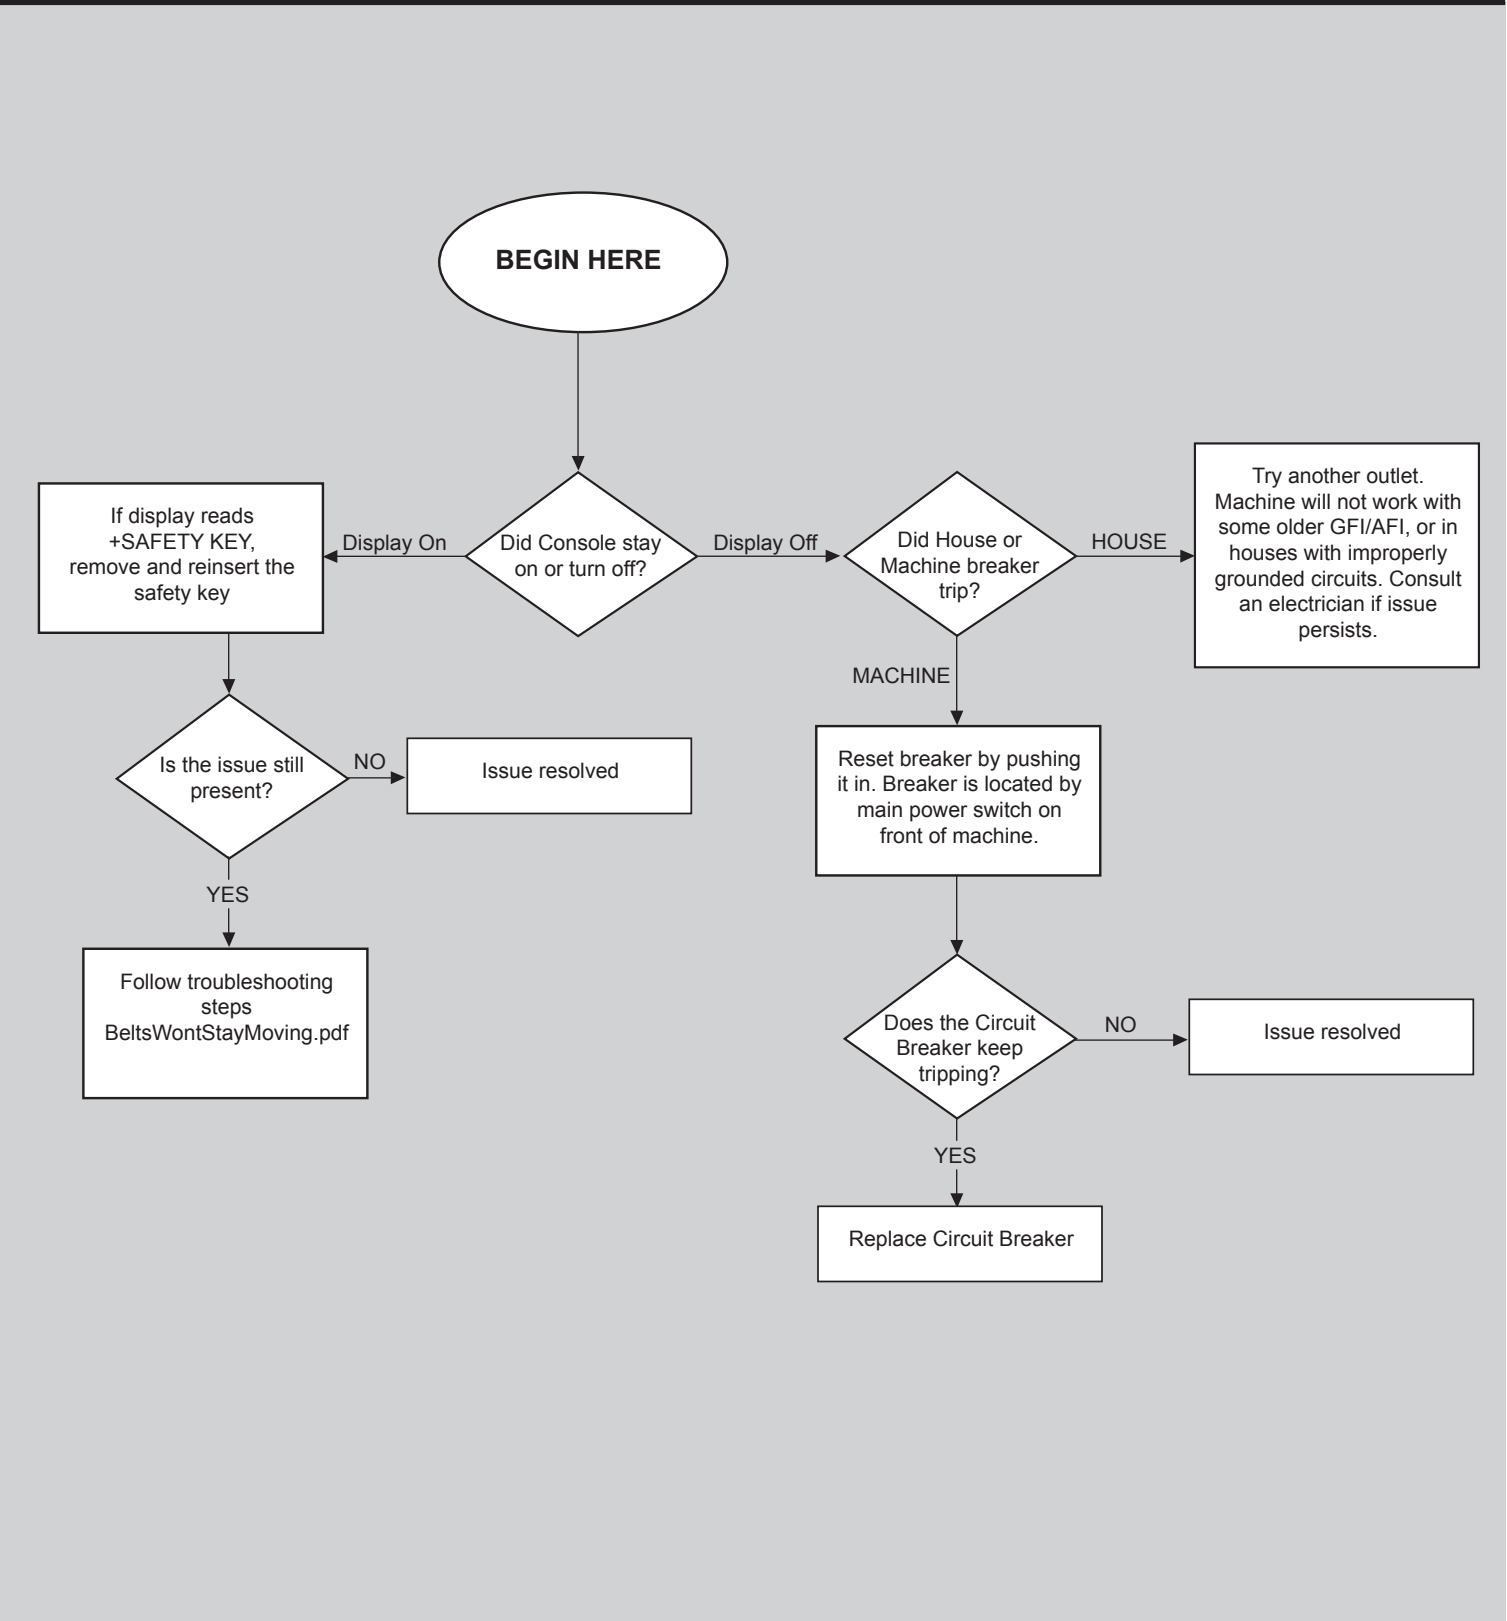 BEGIN HERE
If display reads
+SAFETY KEY,
remove and reinsert the
safety key
Display On
Did Console stay
on or turn off?
Display Off
Did House or
Machine breaker
trip?
HOUSE
Try another outlet.
Machine will not work with
some older GFI/AFI, or in
houses with improperly
grounded circuits. Consult
an electrician if issue
persists.
MACHINE
Is the issue still
present?
NO
Issue resolved
Reset breaker by pushing
it in. Breaker is located by
main power switch on
front of machine.
YES
Follow troubleshooting
steps
BeltsWontStayMoving.pdf
Does the Circuit
Breaker keep
tripping?
NO
Issue resolved
YES
Replace Circuit Breaker